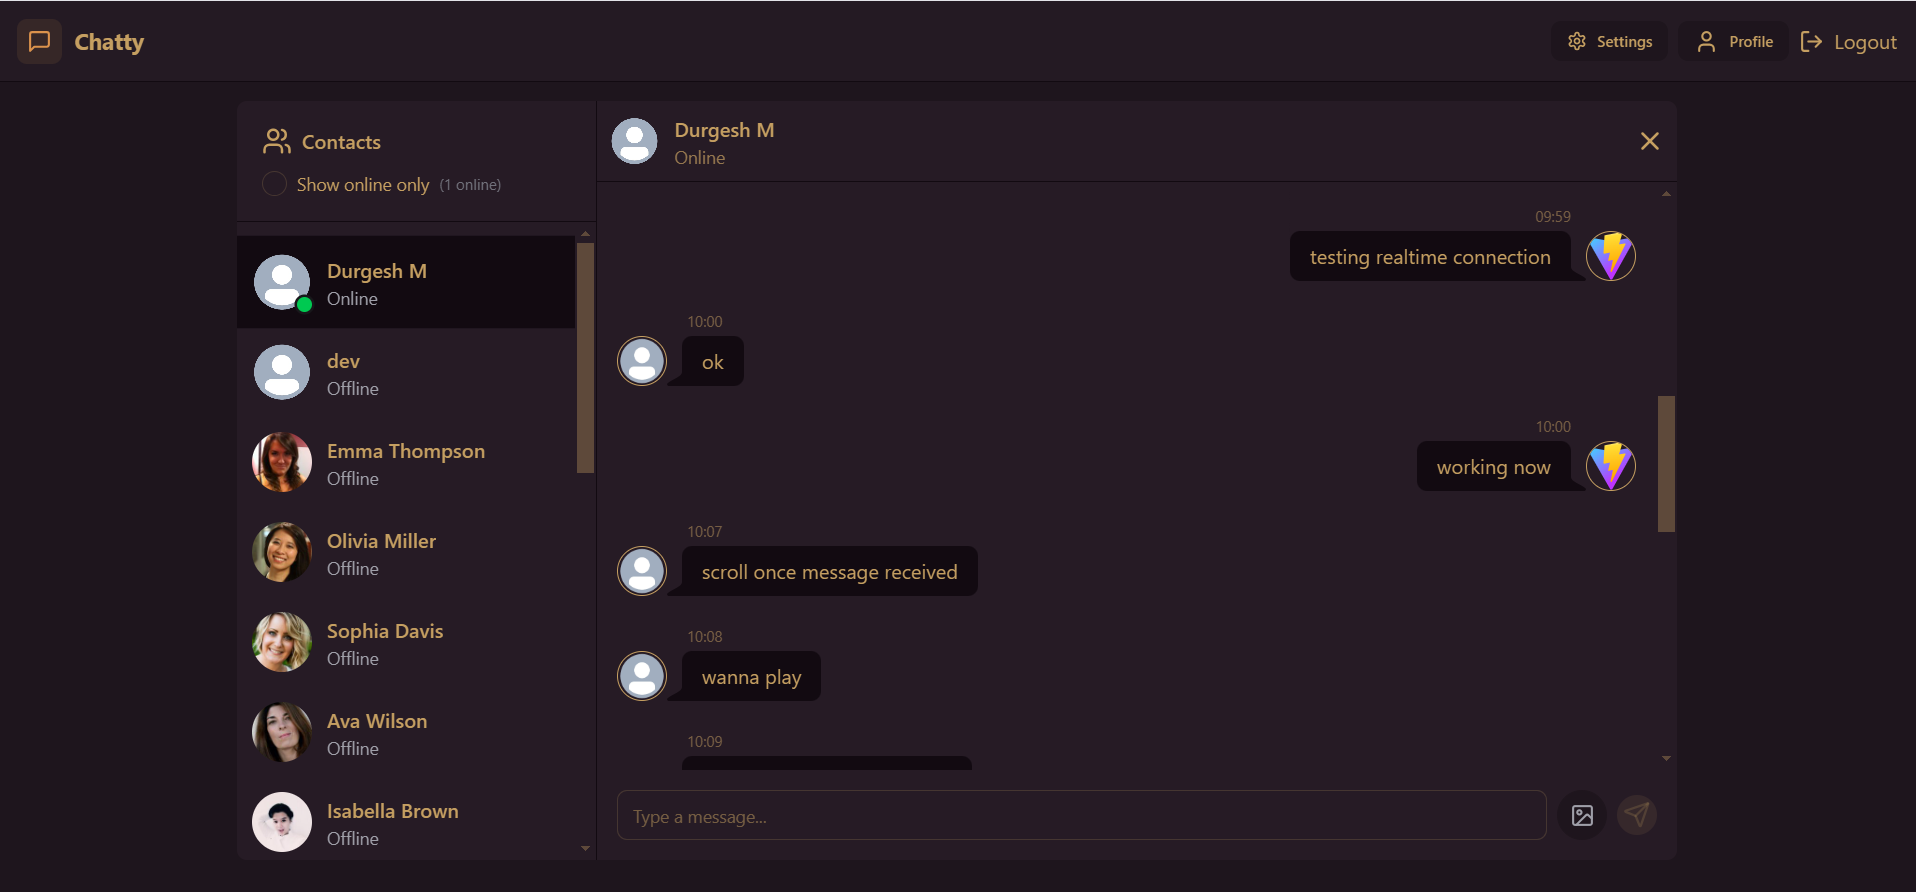 Chatty
Settings
Profile
Logout
Contacts
Show online only (1 online)
Durgesh M
Online
dev
Offline
Emma Thompson
Offline
Olivia Miller
Offline
Sophia Davis
Offline
Ava Wilson
Offline
Isabella Brown
Offline
Durgesh M
Online
09:59
testing realtime connection
10:00
ok
10:00
working now
10:07
scroll once message received
10:08
wanna play
10:09
Type a message...